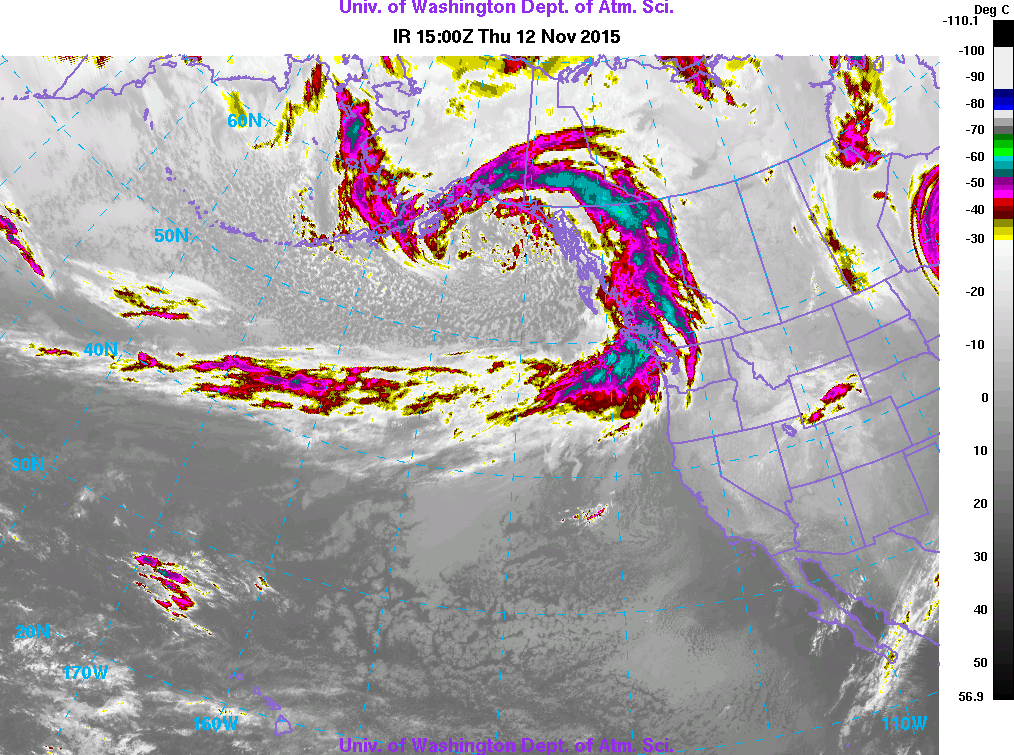 Univ. of Washington Dept. of Atm. Sci.
Deg C
IR 15:00Z Thu 12 Nov 2015
-110.1
-100
-90
-80
-70
-60
-50
-40
-30
-20
-10
0
10
20
30
40
50
56.9
60N
50N
40N
30N
20N
170W
160W
110W
Univ. of Washington Dept. of Atm. Sci.